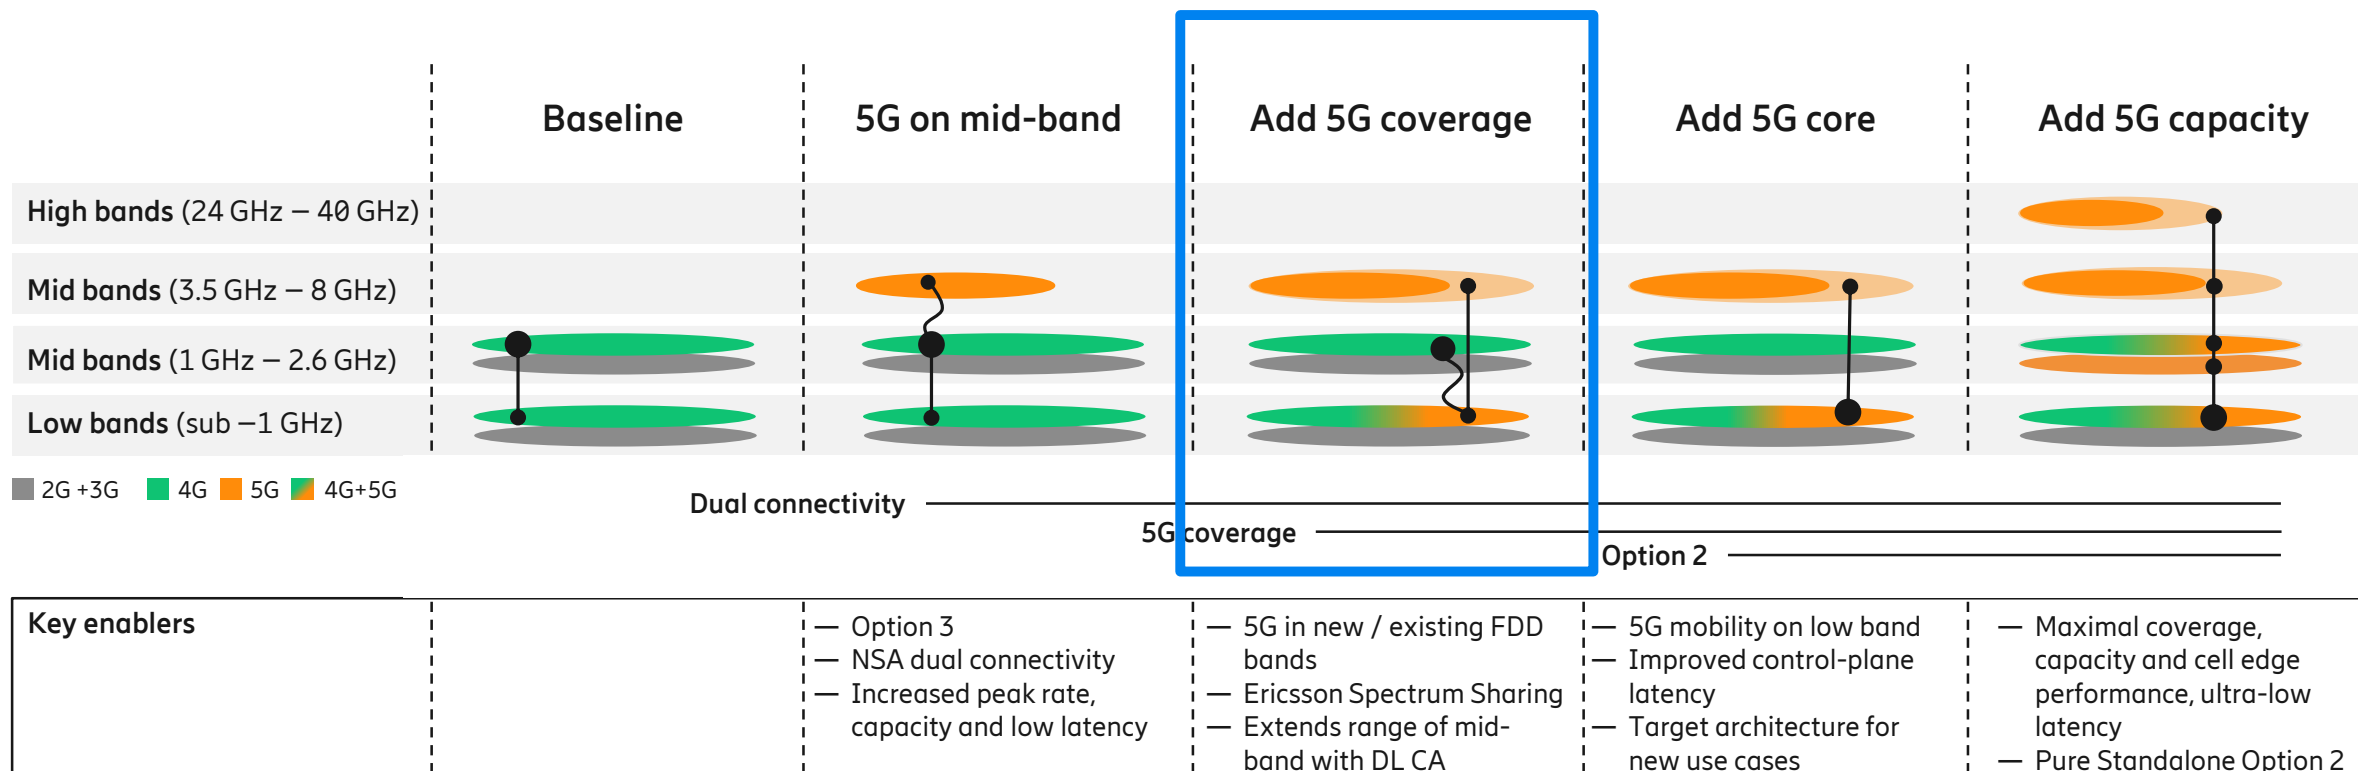 Baseline
5G on mid-band
Add 5G coverage
Add 5G core
Add 5G capacity
High bands (24 GHz – 40 GHz)
Mid bands (3.5 GHz – 8 GHz)
Mid bands (1 GHz – 2.6 GHz)
Low bands (sub –1 GHz)
2G +3G
4G
5G
4G+5G
Dual connectivity
5G coverage
Option 2
Key enablers
— Option 3
— NSA dual connectivity
— Increased peak rate,
capacity and low latency
— 5G in new / existing FDD
bands
— Ericsson Spectrum Sharing
— Extends range of mid-
band with DL CA
— 5G mobility on low band
— Improved control-plane
latency
— Target architecture for
new use cases
— Maximal coverage,
capacity and cell edge
performance, ultra-low
latency
— Pure Standalone Option 2